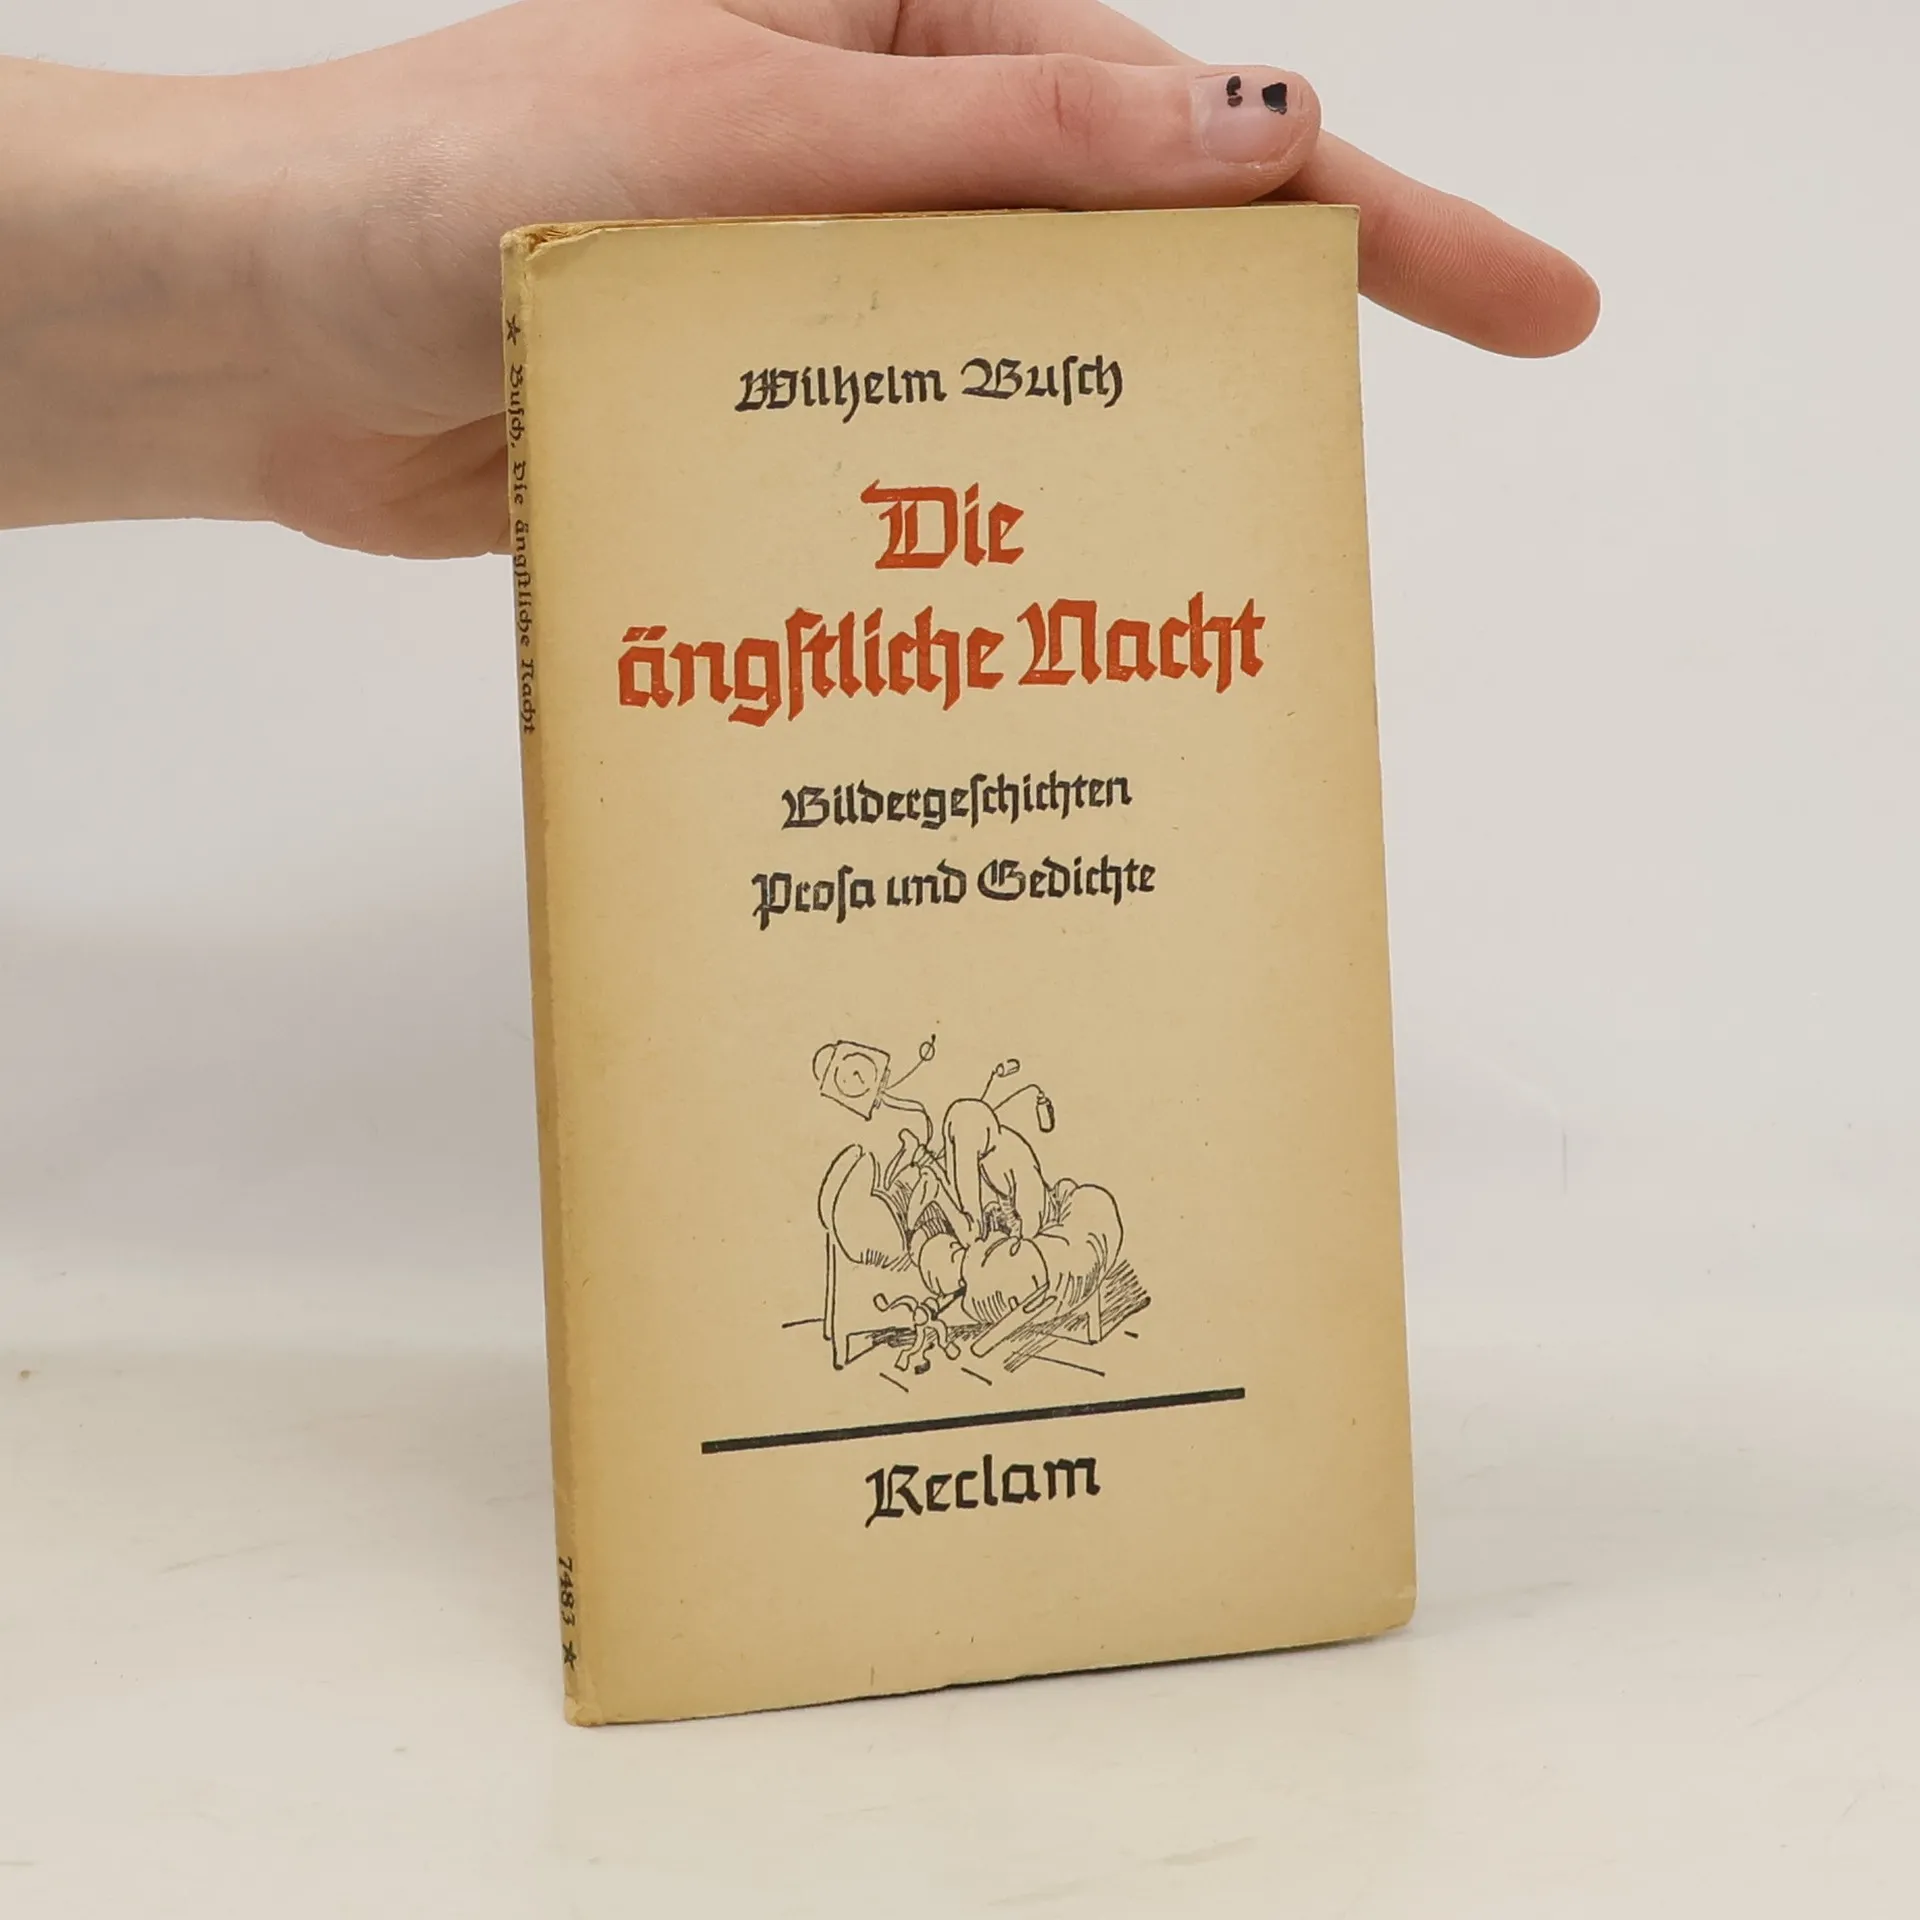 Wilhelm Buſch
Die
ängſtliche Nacht
Bildergeſchichten
Proſa und Gedichte
Reclam
★ Buſch, Die ängſtliche Nacht
7483 ★